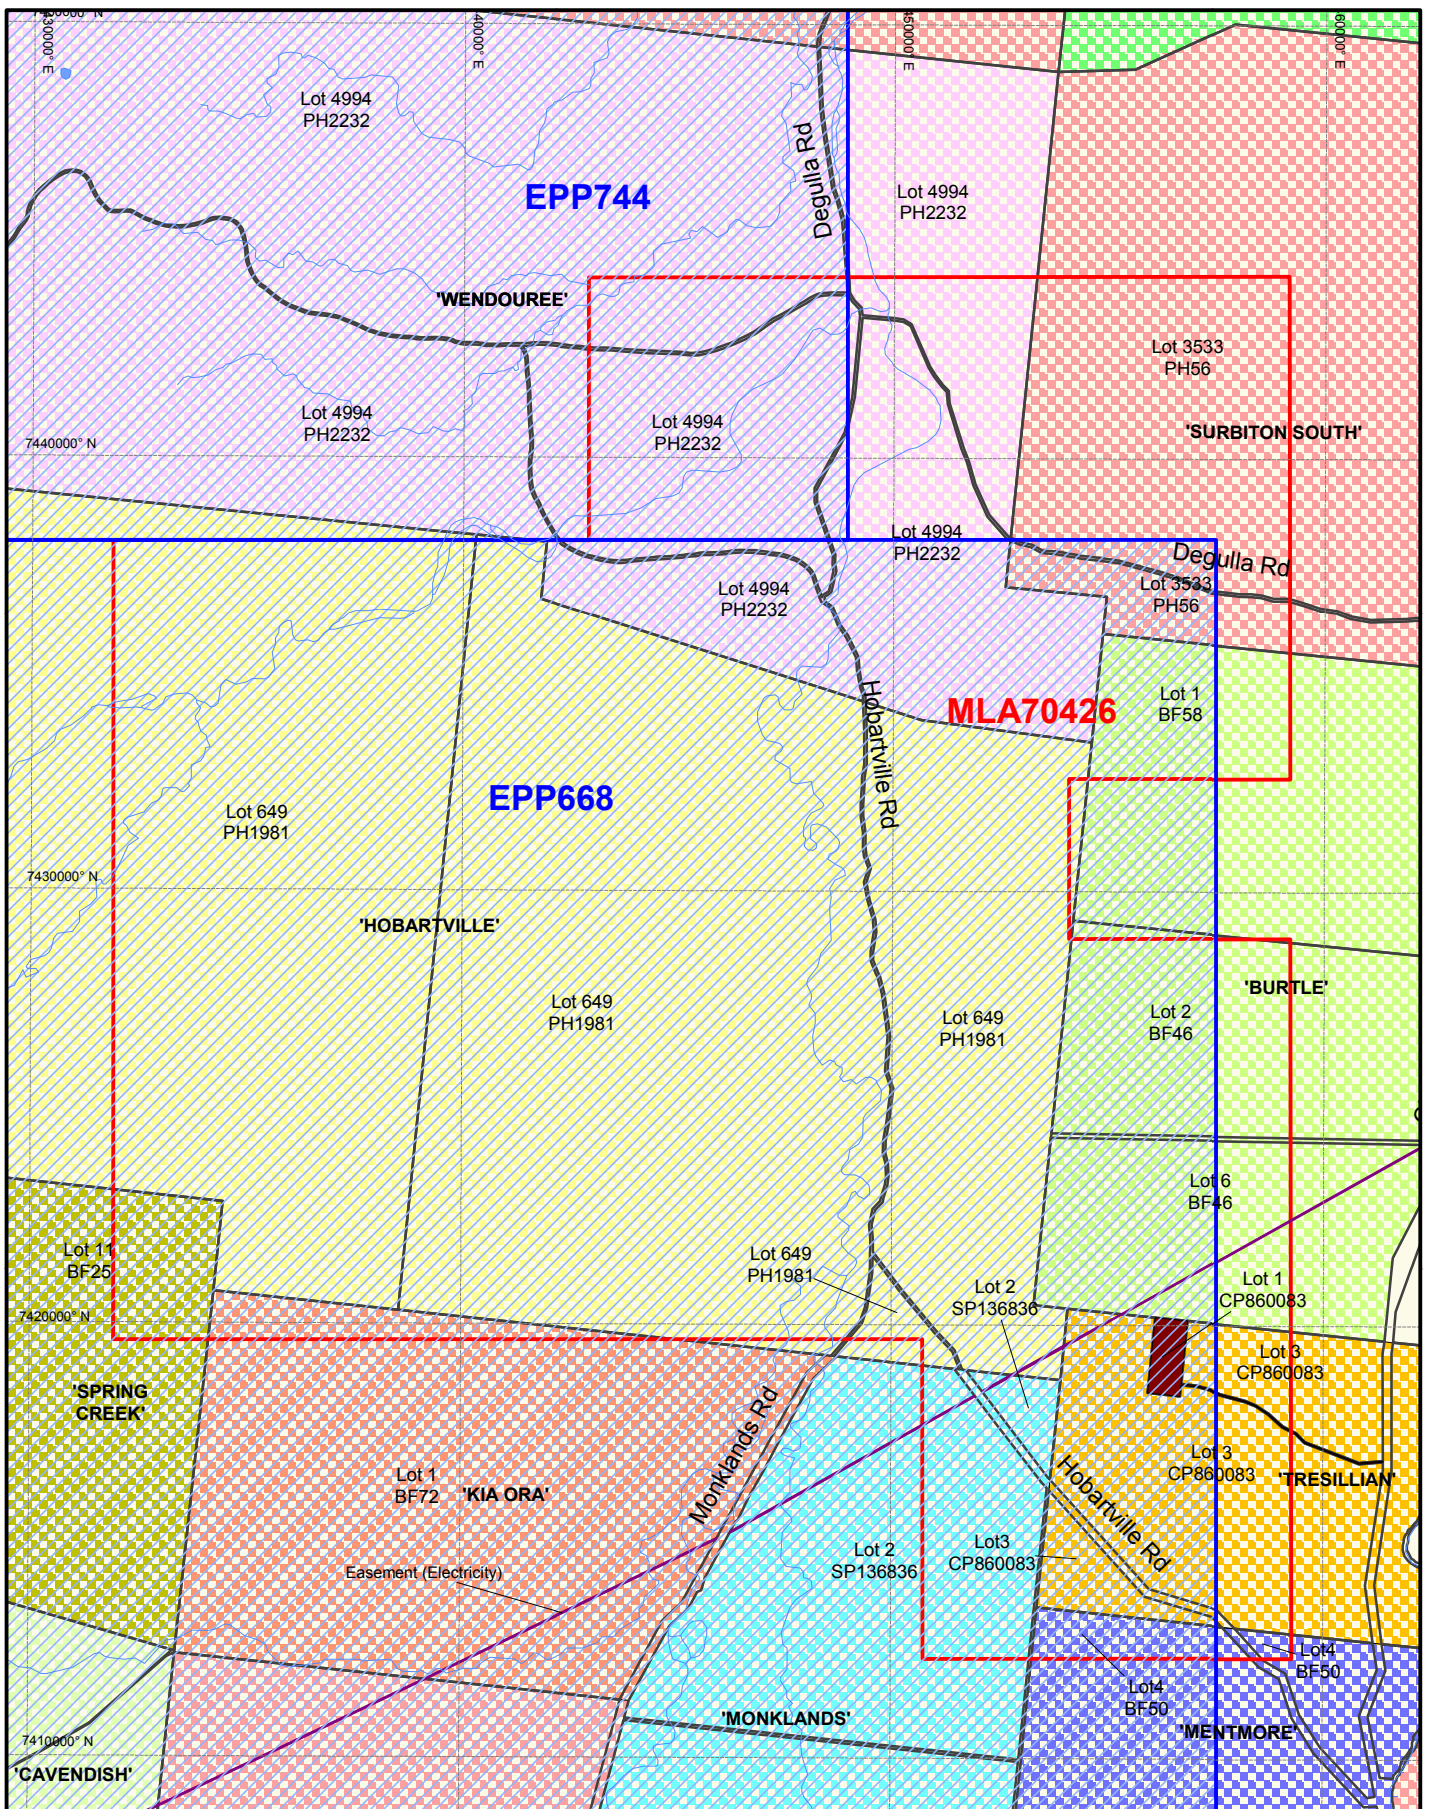 430000° E
40000° E
450000° E
60000° E
Lot 4994
PH2232
Degulla Rd
EPP744
Lot 4994
PH2232
'WENDOUREE'
Lot 3533
PH56
Lot 4994
PH2232
Lot 4994
PH2232
'SURBITON SOUTH'
7440000° N
Lot 4994
PH2232
Degulla Rd
Lot 4994
PH2232
Lot 3533
PH56
Hobartville Rd
MLA70426
Lot 1
BF58
EPP668
Lot 649
PH1981
7430000° N
'HOBARTVILLE'
'BURTLE'
Lot 649
PH1981
Lot 649
PH1981
Lot 2
BF46
Lot 6
BF46
Lot 11
BF25
Lot 649
PH1981
Lot 2
SP136836
Lot 1
CP860083
7420000° N
Lot 3
CP860083
'SPRING
CREEK'
Monklands Rd
Lot 1
BF72
'KIA ORA'
Lot 3
CP860083
'TRESILLIAN'
Hobartville Rd
Lot 2
SP136836
Lot3
CP860083
Easement (Electricity)
Lot4
BF50
Lot4
BF50
'MONKLANDS'
'MENTMORE'
7410000° N
'CAVENDISH'